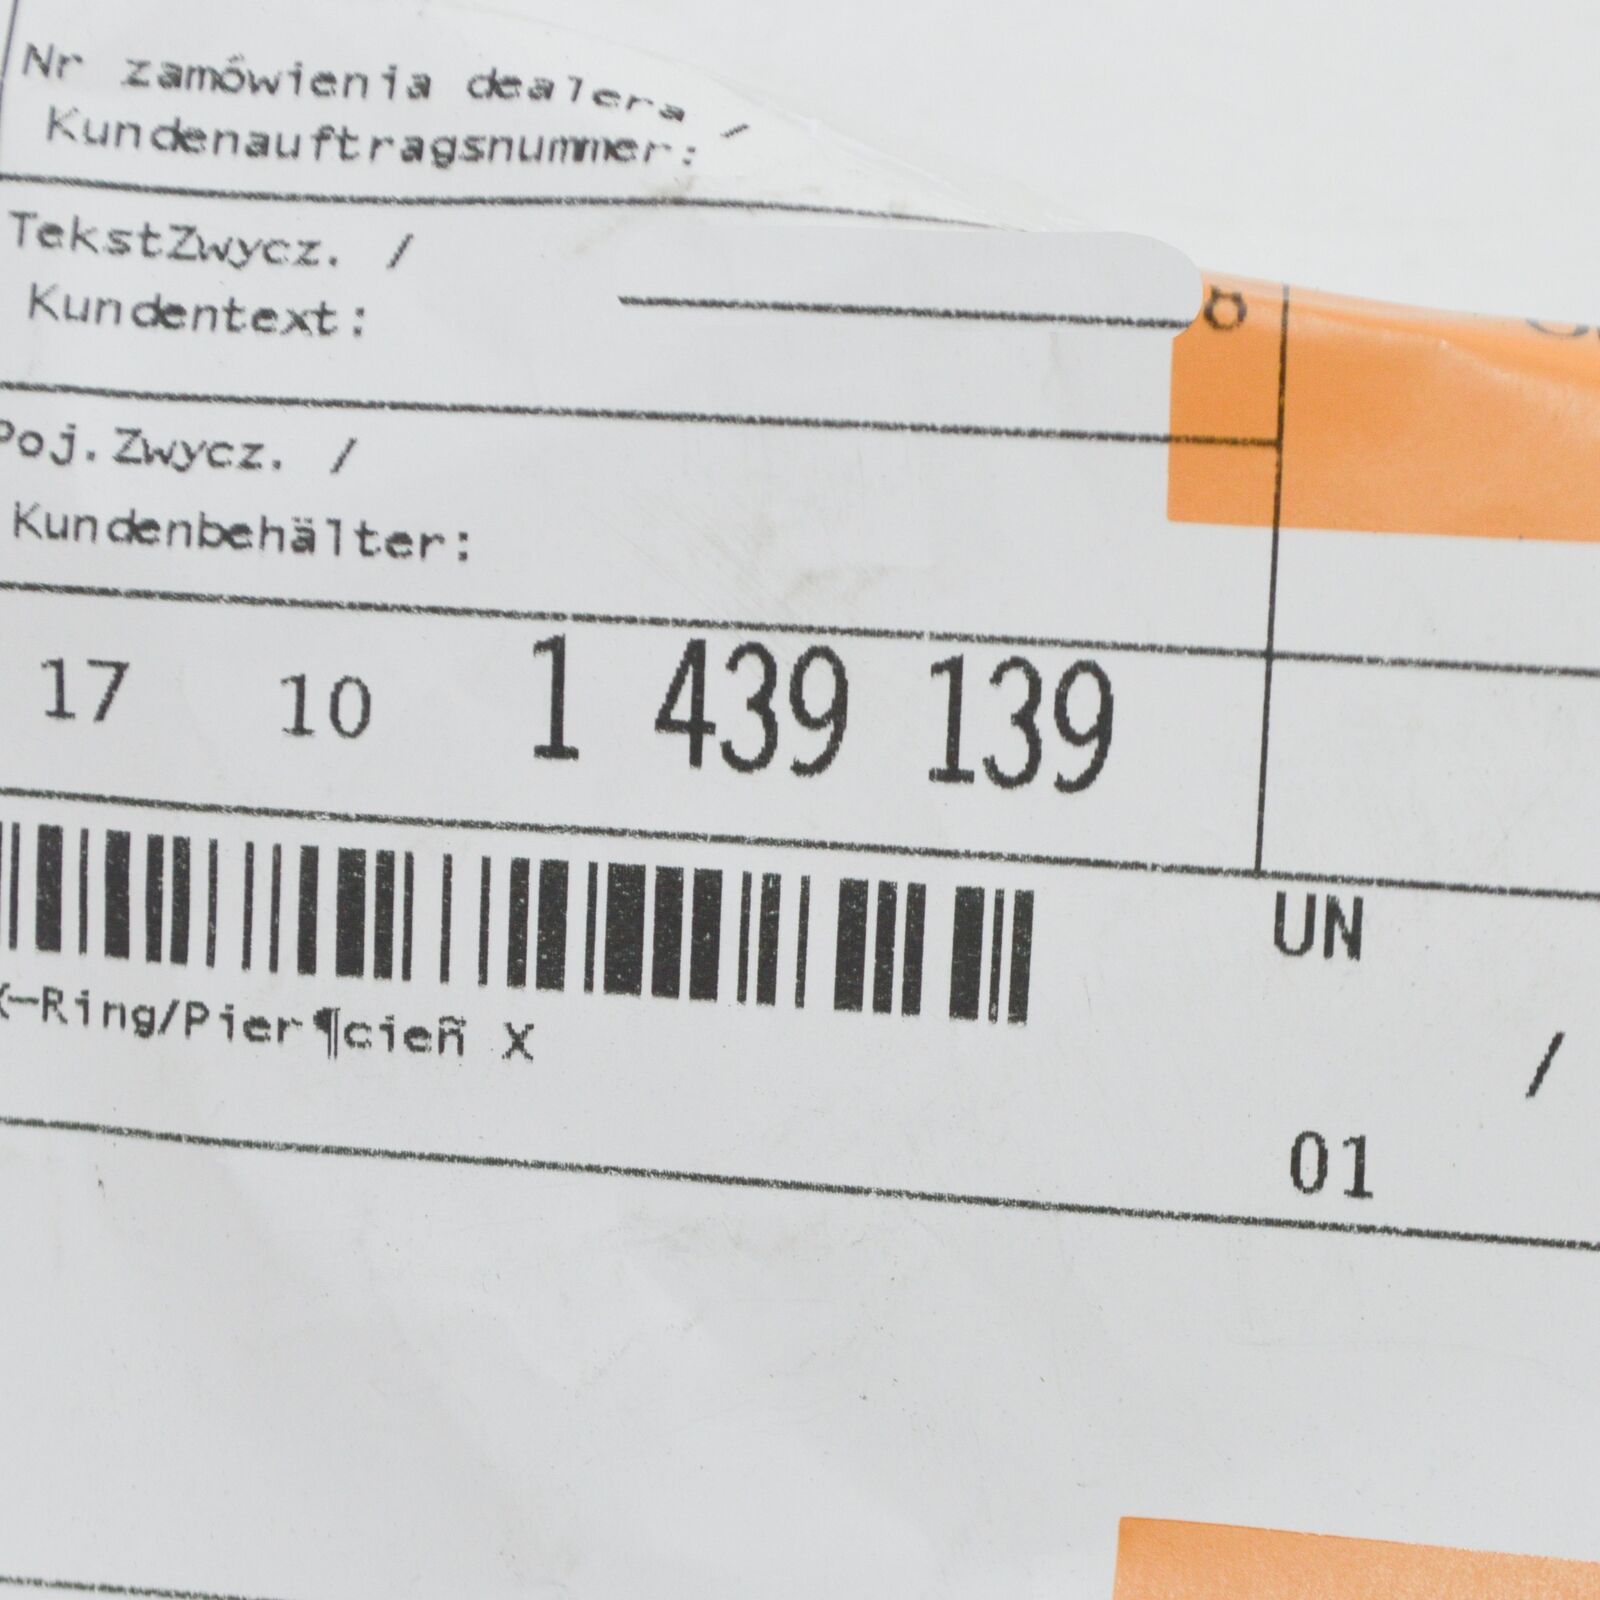 Nr zamówienia dealera /
Kundenauftragsnummer:
TekstZwycz. /
Kundentext:
Poj.Zwycz. /
Kundenbehälter:
17 10 1 439 139
UN
X-Ring/Pier¶cieñ X
/
01